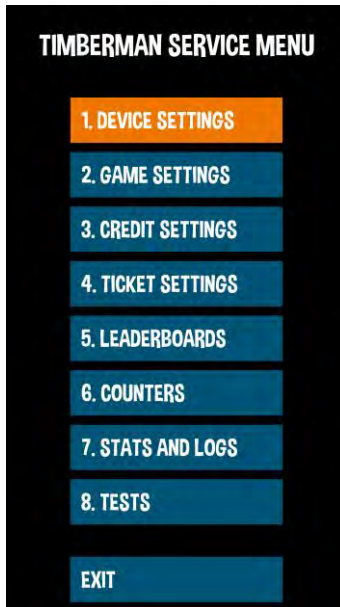 TIMBERMAN SERVICE MENU
1. DEVICE SETTINGS
2. GAME SETTINGS
3. CREDIT SETTINGS
4. TICKET SETTINGS
5. LEADERBOARDS
6. COUNTERS
7. STATS AND LOGS
8. TESTS
EXIT